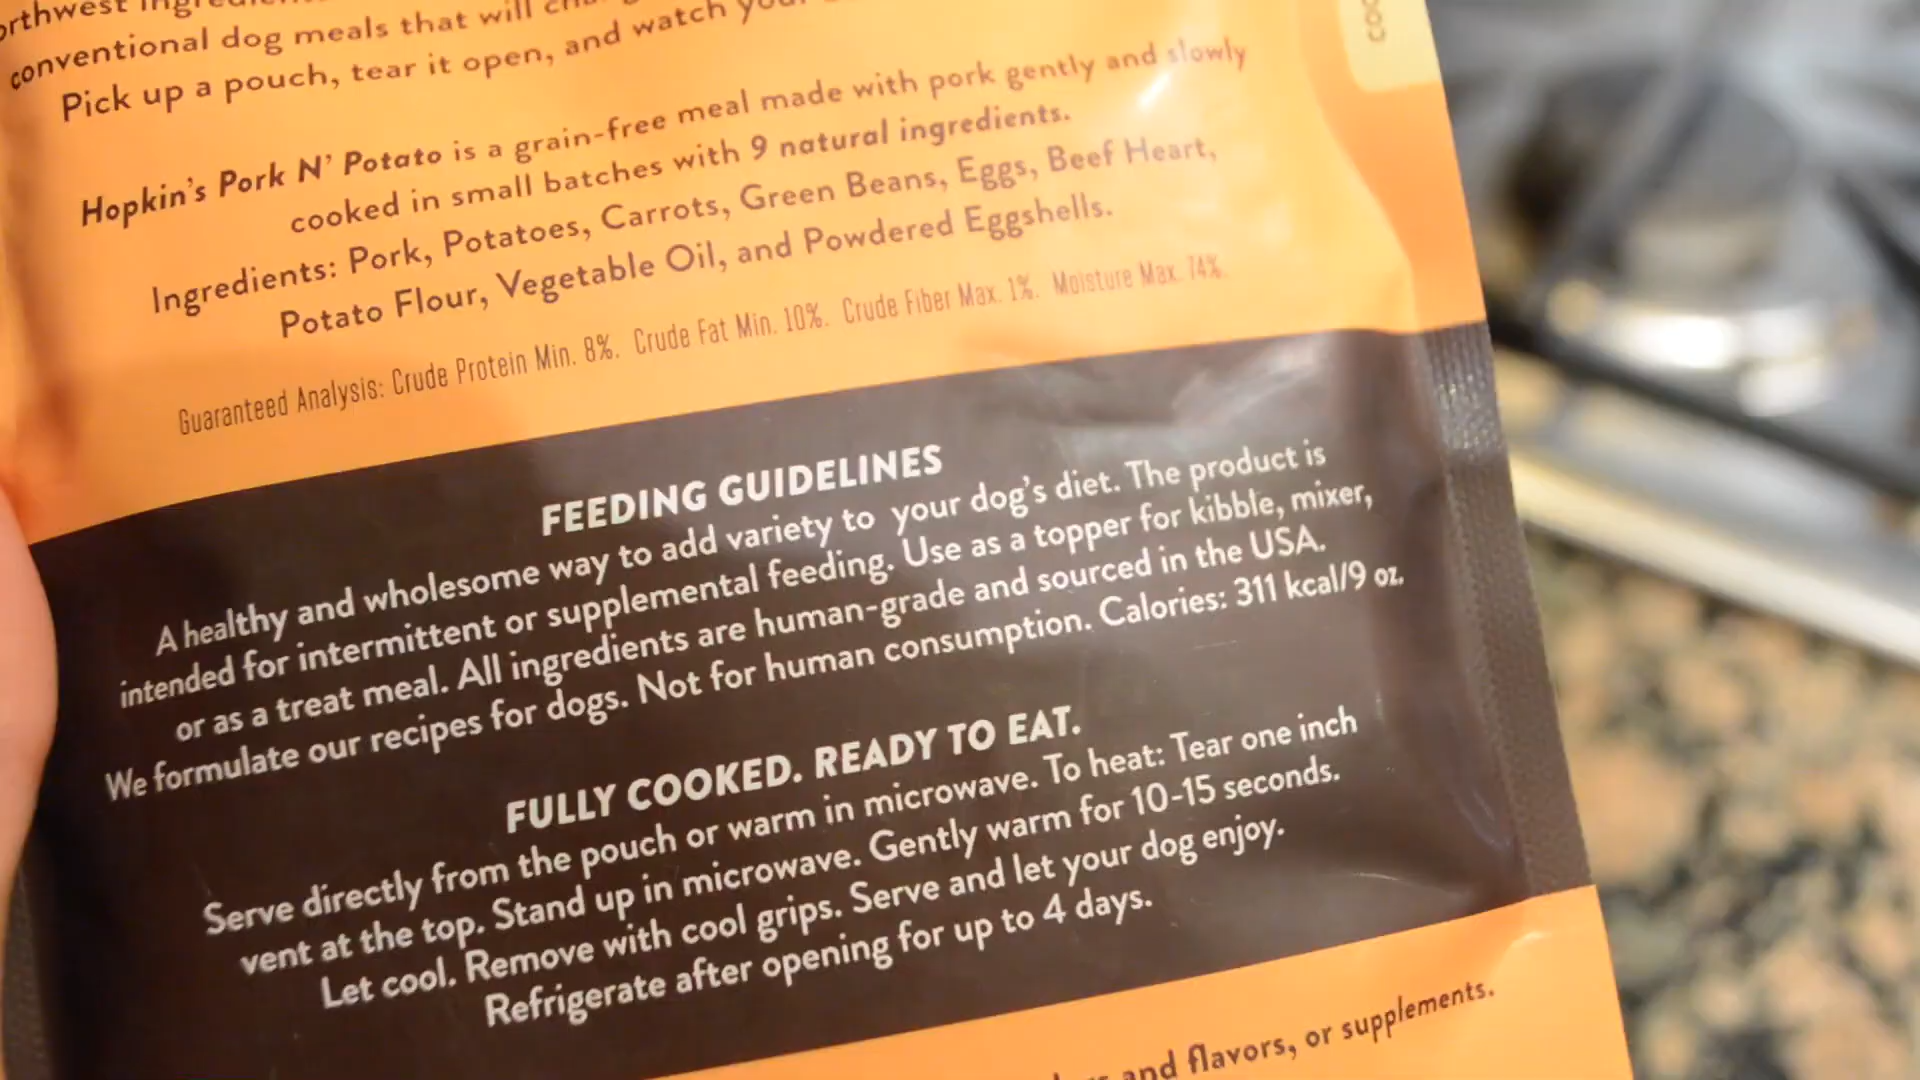 conventional dog meals that will
Pick up a pouch, tear it open, and watch
Hopkin's Pork N' Potato is a grain-free meal made with pork gently and slowly
cooked in small batches with 9 natural ingredients.
Ingredients: Pork, Potatoes, Carrots, Green Beans, Eggs, Beef Heart,
Potato Flour, Vegetable Oil, and Powdered Eggshells.
Guaranteed Analysis: Crude Protein Min. 8%. Crude Fat Min. 10%. Crude Fiber Max. 1%. Moisture Max. 74%.
FEEDING GUIDELINES
A healthy and wholesome way to add variety to your dog's diet. The product is
intended for intermittent or supplemental feeding. Use as a topper for kibble, mixer,
or as a treat meal. All ingredients are human-grade and sourced in the USA.
We formulate our recipes for dogs. Not for human consumption. Calories: 311 kcal/9 oz.
FULLY COOKED. READY TO EAT.
Serve directly from the pouch or warm in microwave. To heat: Tear one inch
vent at the top. Stand up in microwave. Gently warm for 10-15 seconds.
Let cool. Remove with cool grips. Serve and let your dog enjoy.
Refrigerate after opening for up to 4 days.
and flavors, or supplements.